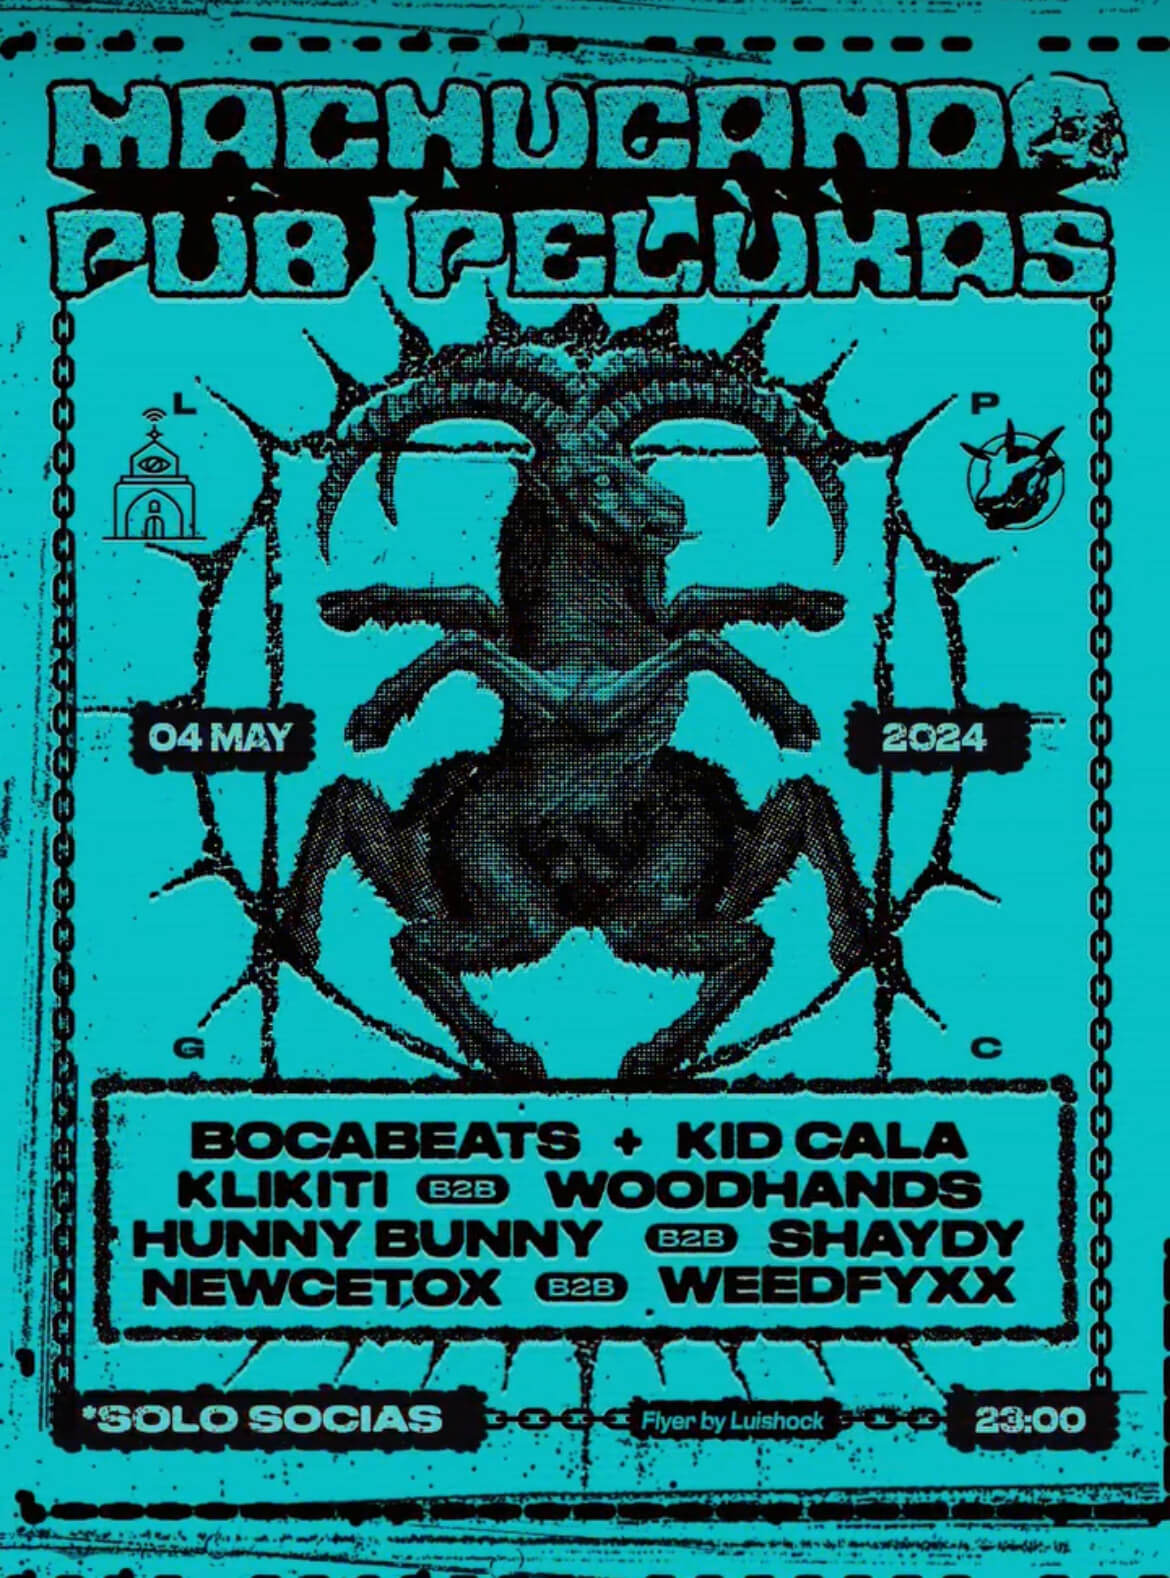 MACHUCANDO
PUB PELUKAS
L
P
04 MAY
2024
G
C
BOCABEATS + KID CALA
KLIKITI B2B WOODHANDS
HUNNY BUNNY B2B SHAYDY
NEWCETOX B2B WEEDFYXX
*SOLO SOCIAS
Flyer by Luishock
23:00